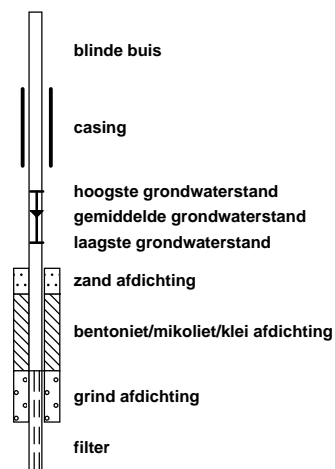 blinde buis
casing
hoogste grondwaterstand
gemiddelde grondwaterstand
laagste grondwaterstand
zand afdichting
bentoniet/mikoliet/klei afdichting
grind afdichting
filter